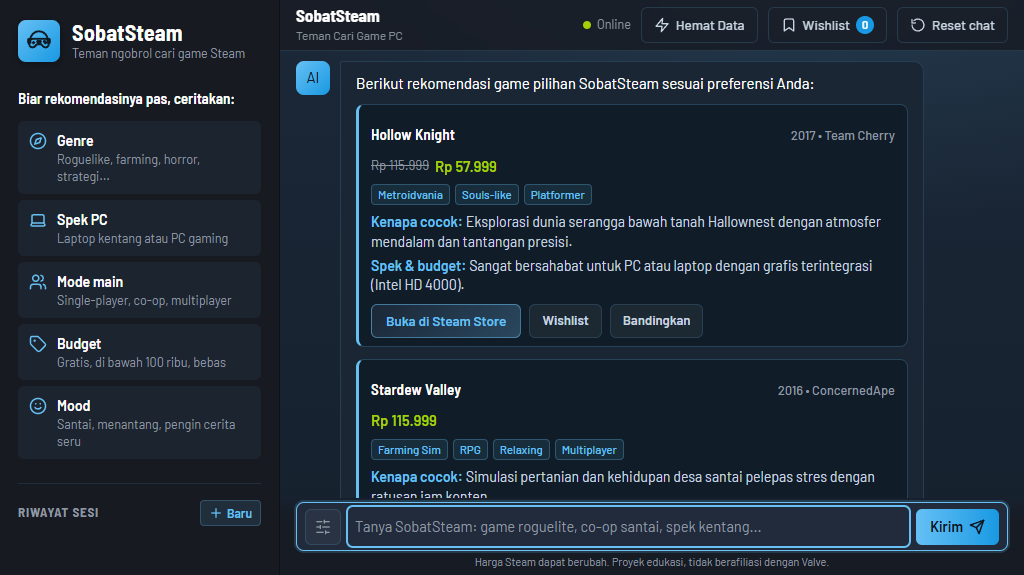 SobatSteam
Teman ngobrol cari game Steam
Biar rekomendasinya pas, ceritakan:
Genre
Roguelike, farming, horror,
strategi...
Spek PC
Laptop kentang atau PC gaming
Mode main
Single-player, co-op, multiplayer
Budget
Gratis, di bawah 100 ribu, bebas
Mood
Santai, menantang, pengin cerita
seru
RIWAYAT SESI
+ Baru
SobatSteam
Teman Cari Game PC
Online
Hemat Data
Wishlist 0
Reset chat
AI
Berikut rekomendasi game pilihan SobatSteam sesuai preferensi Anda:
Hollow Knight
2017 • Team Cherry
Rp 115.999 Rp 57.999
Metroidvania Souls-like Platformer
Kenapa cocok: Eksplorasi dunia serangga bawah tanah Hallownest dengan atmosfer
mendalam dan tantangan presisi.
Spek & budget: Sangat bersahabat untuk PC atau laptop dengan grafis terintegrasi
(Intel HD 4000).
Buka di Steam Store Wishlist Bandingkan
Stardew Valley
2016 • ConcernedApe
Rp 115.999
Farming Sim RPG Relaxing Multiplayer
Kenapa cocok: Simulasi pertanian dan kehidupan desa santai pelepas stres dengan
ratusan jam konten
Tanya SobatSteam: game roguelite, co-op santai, spek kentang...
Kirim
Harga Steam dapat berubah. Proyek edukasi, tidak berafiliasi dengan Valve.